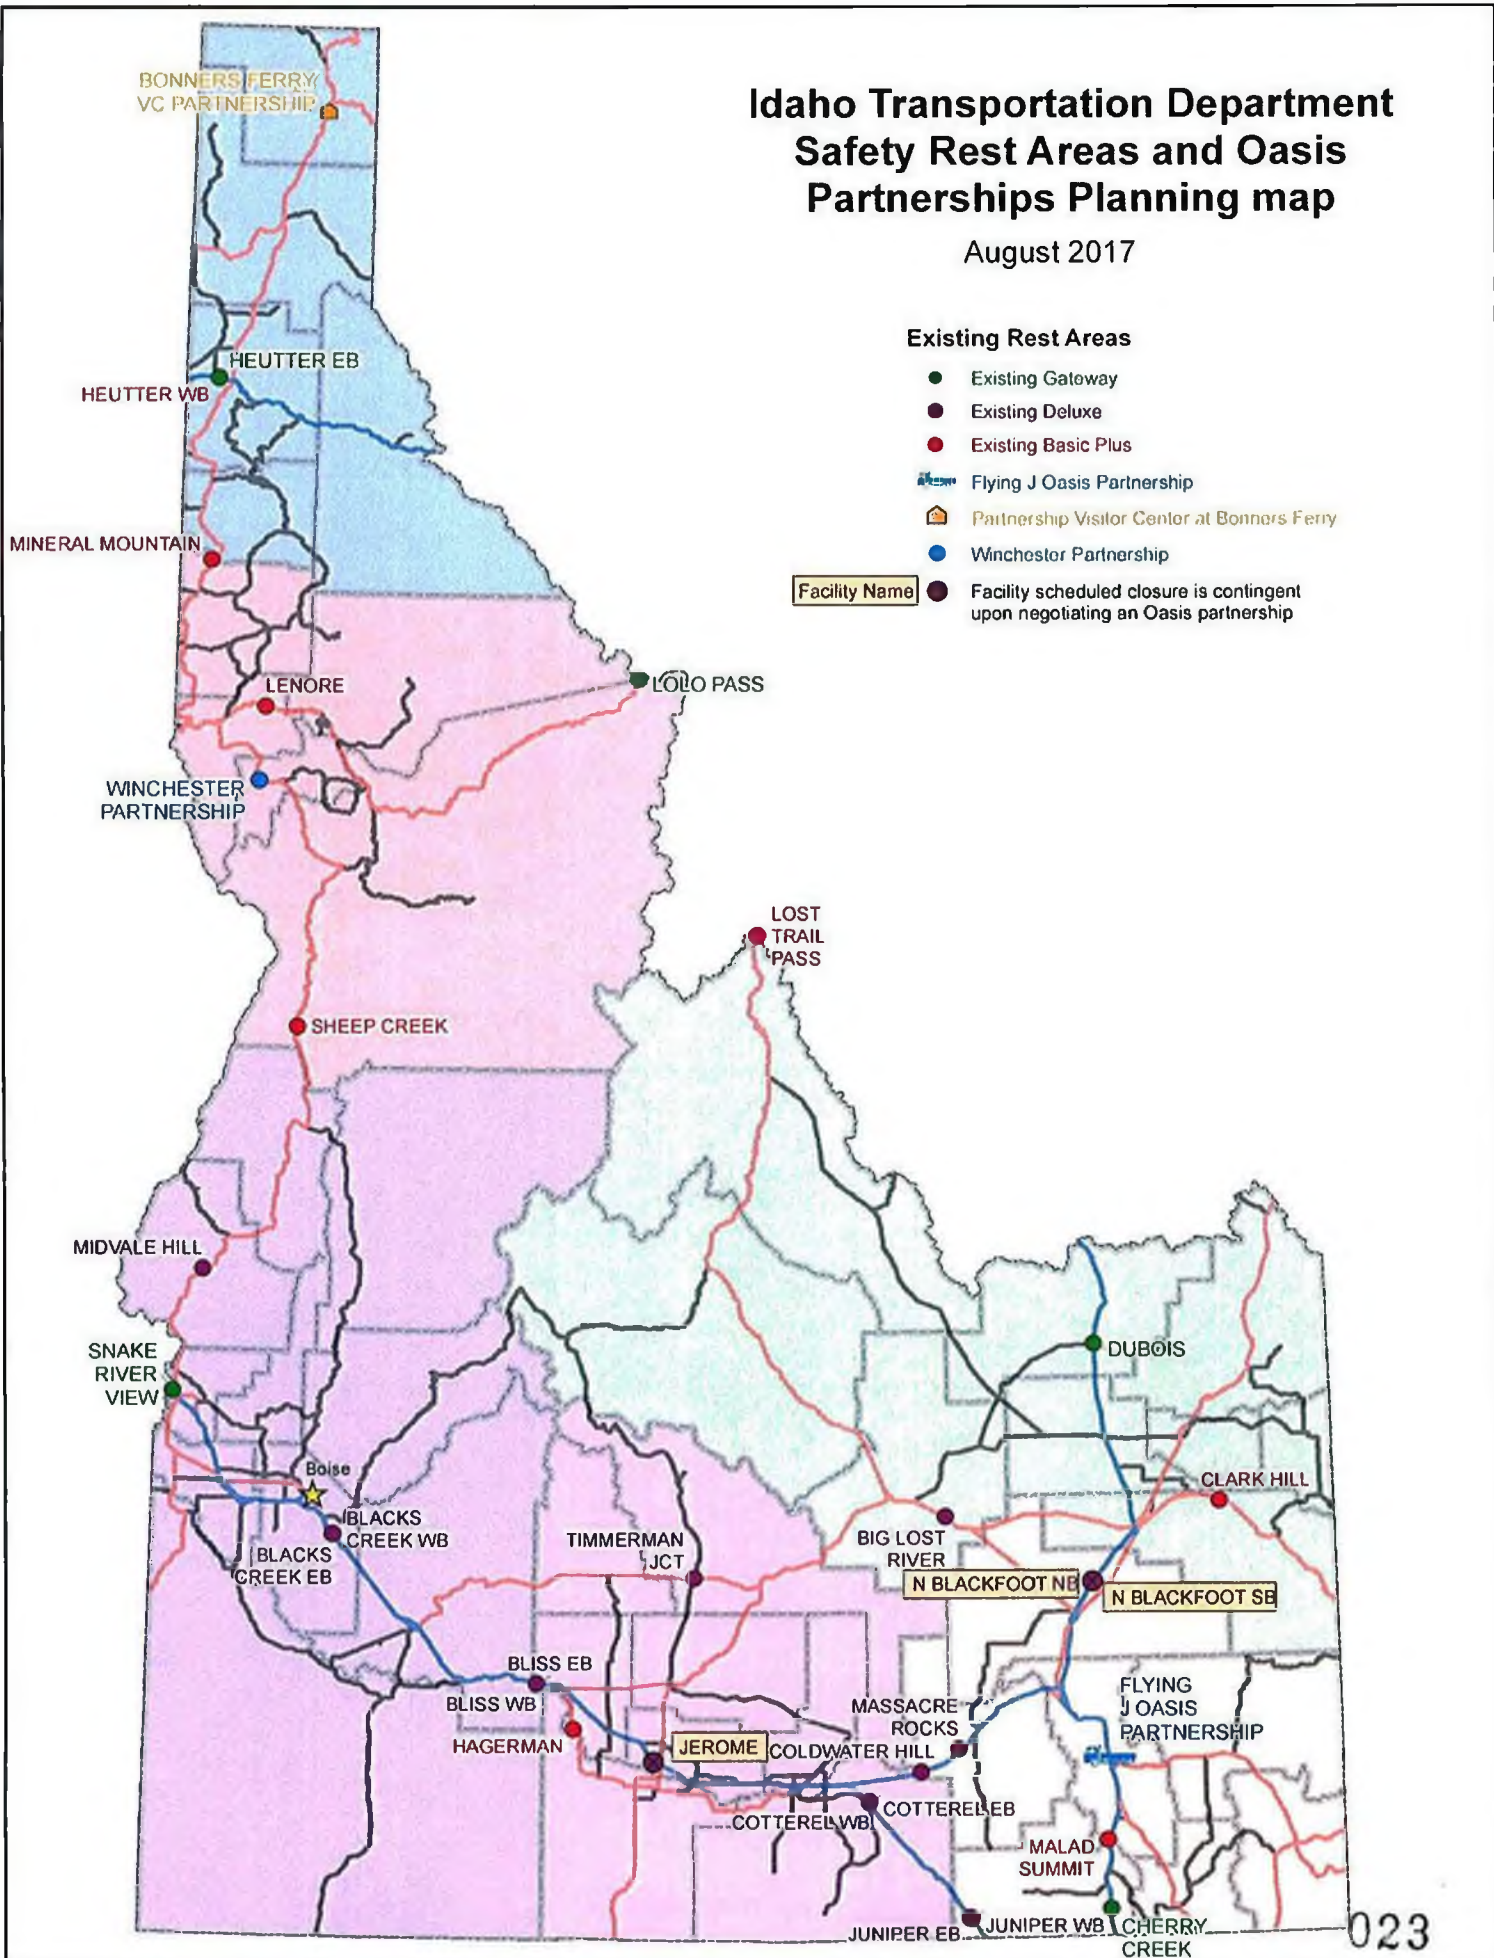 Idaho Transportation Department
Safety Rest Areas and Oasis
Partnerships Planning map
August 2017
Existing Rest Areas
Existing Gateway
Existing Deluxe
Existing Basic Plus
Flying J Oasis Partnership
Partnership Visitor Center at Bonners Ferry
Winchester Partnership
Facility Name
Facility scheduled closure is contingent
upon negotiating an Oasis partnership
BONNERS FERRY
VC PARTNERSHIP
HEUTTER EB
HEUTTER WB
MINERAL MOUNTAIN
LENORE
LOLO PASS
WINCHESTER
PARTNERSHIP
LOST
TRAIL
PASS
SHEEP CREEK
MIDVALE HILL
SNAKE
RIVER
VIEW
DUBOIS
Boise
BLACKS
CREEK WB
BLACKS
CREEK EB
TIMMERMAN
JCT
BIG LOST
RIVER
CLARK HILL
N BLACKFOOT NB
N BLACKFOOT SB
BLISS EB
BLISS WB
HAGERMAN
JEROME
COLDWATER HILL
MASSACRE
ROCKS
FLYING
J OASIS
PARTNERSHIP
COTTEREL EB
COTTEREL WB
MALAD
SUMMIT
JUNIPER EB
JUNIPER WB
CHERRY
CREEK
023